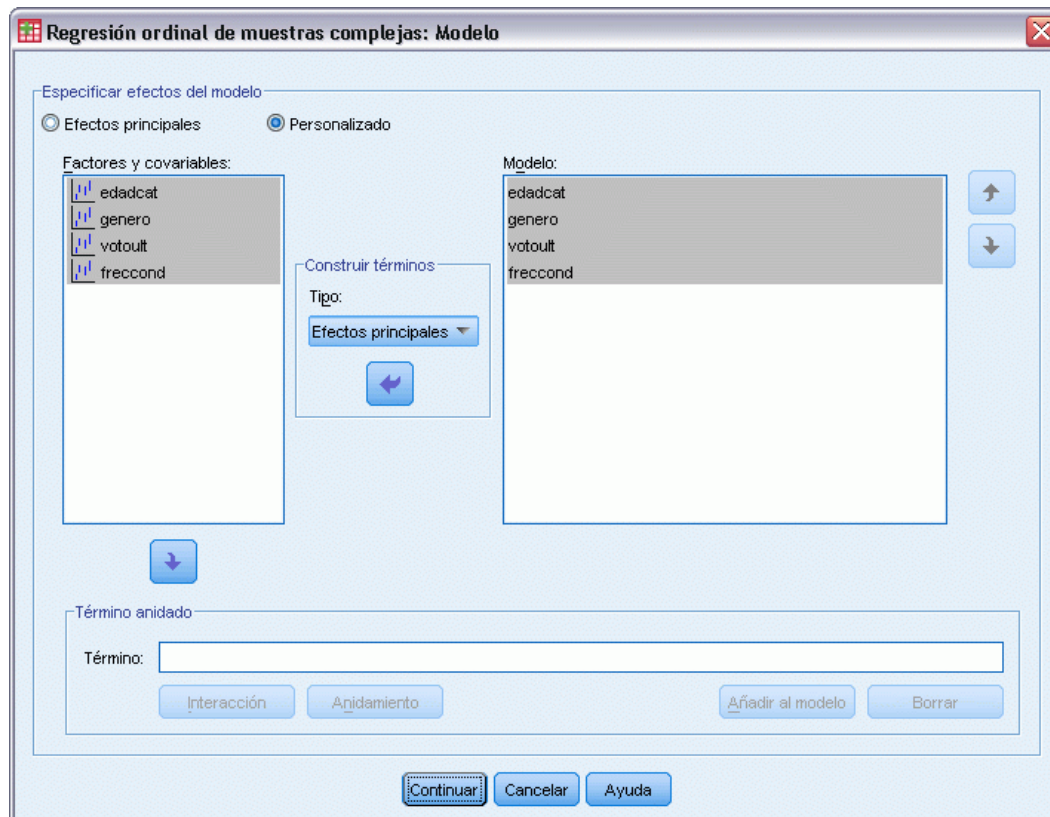 Regresión ordinal de muestras complejas: Modelo
Especificar efectos del modelo
Efectos principales
Personalizado
Factores y covariables:
edadcat
genero
votoult
freccond
Construir términos
Tipo:
Efectos principales
Modelo:
edadcat
genero
votoult
freccond
Término anidado
Término:
Interacción
Anidamiento
Añadir al modelo
Borrar
Continuar
Cancelar
Ayuda